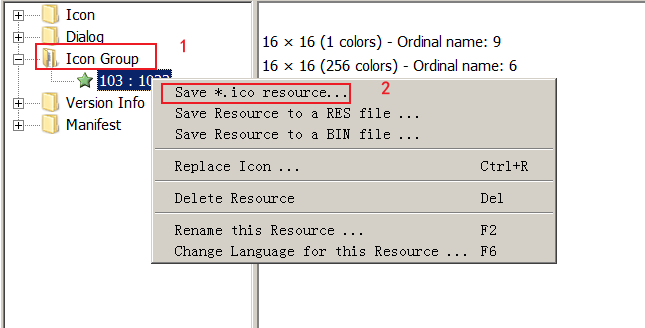 Icon
Dialog
1
Icon Group
103 :
Version Info
Manifest
16 × 16 (1 colors) - Ordinal name: 9
16 × 16 (256 colors) - Ordinal name: 6
Save *.ico resource...
2
Save Resource to a RES file ...
Save Resource to a BIN file ...
Replace Icon ... Ctrl+R
Delete Resource Del
Rename this Resource ... F2
Change Language for this Resource ... F6